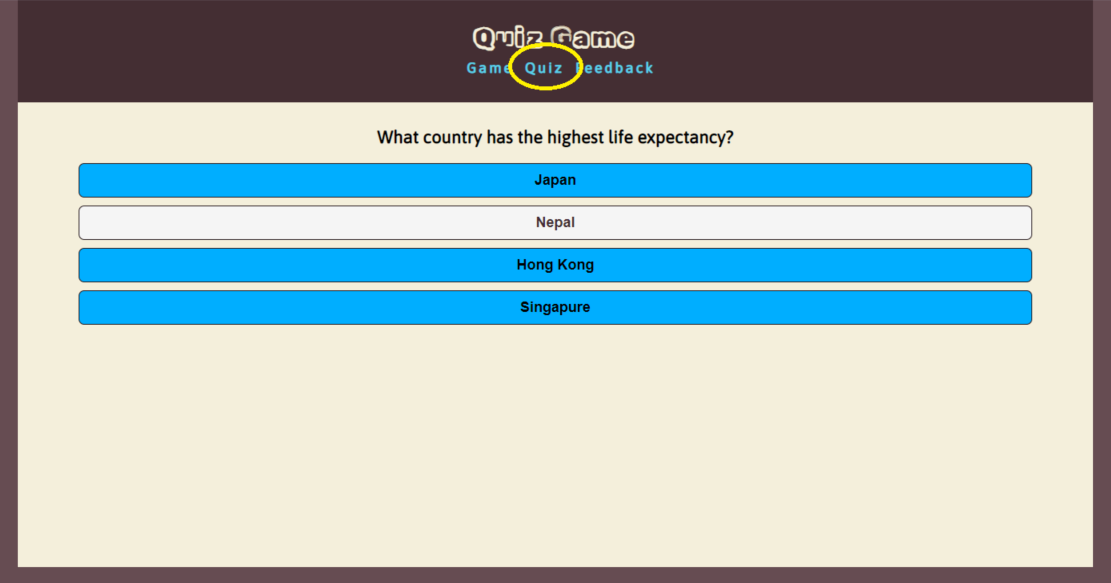 Quiz Game
Game Quiz Feedback
What country has the highest life expectancy?
Japan
Nepal
Hong Kong
Singapure